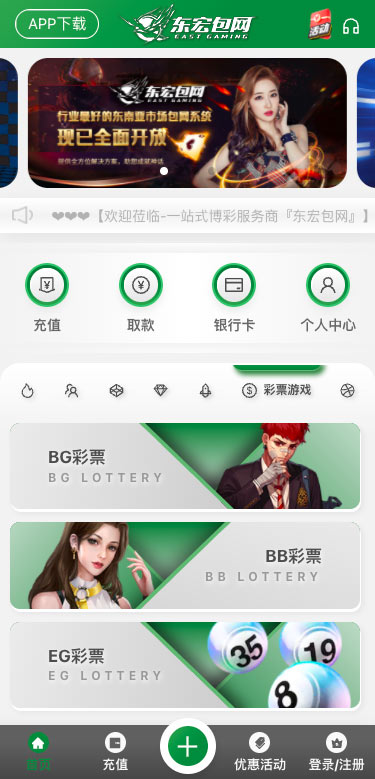 APP下载
东宏包网
EAST GAMING
活动
东宏包网
EAST GAMING
行业最好的东南亚市场包网系统
现已全面开放
提供全方位解决方案,助您成就神话
❤❤❤【欢迎莅临-一站式博彩服务商『东宏包网』】
充值
取款
银行卡
个人中心
彩票游戏
BG彩票
BG LOTTERY
BB彩票
BB LOTTERY
EG彩票
EG LOTTERY
35
19
8
首页
充值
优惠活动
登录/注册